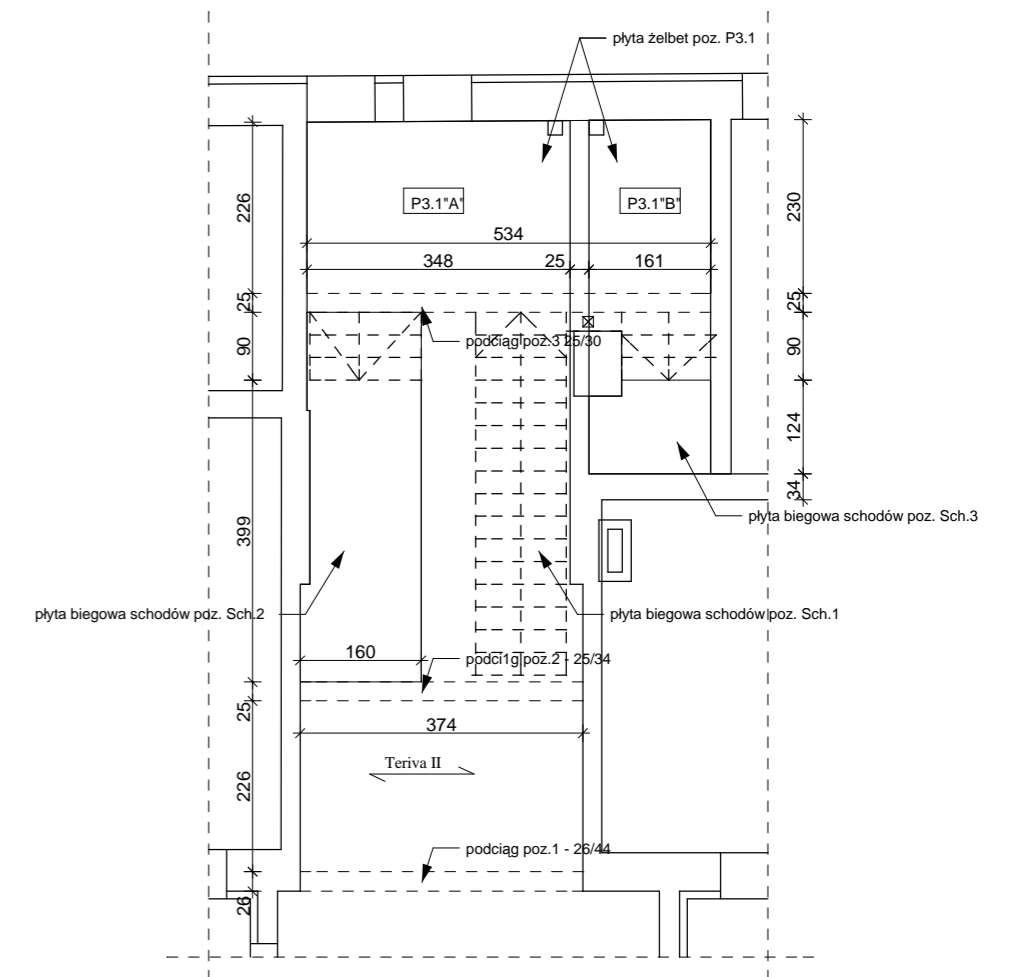 płyta żelbet poz. P3.1
226
230
P3.1"A"
P3.1"B"
534
348
25
161
25
25
podciąg poz.3 25/30
90
90
124
34
płyta biegowa schodów poz. Sch.3
399
płyta biegowa schodów poz. Sch.2
płyta biegowa schodów poz. Sch.1
160
podci1g poz.2 - 25/34
25
374
Teriva II
226
podciąg poz.1 - 26/44
26